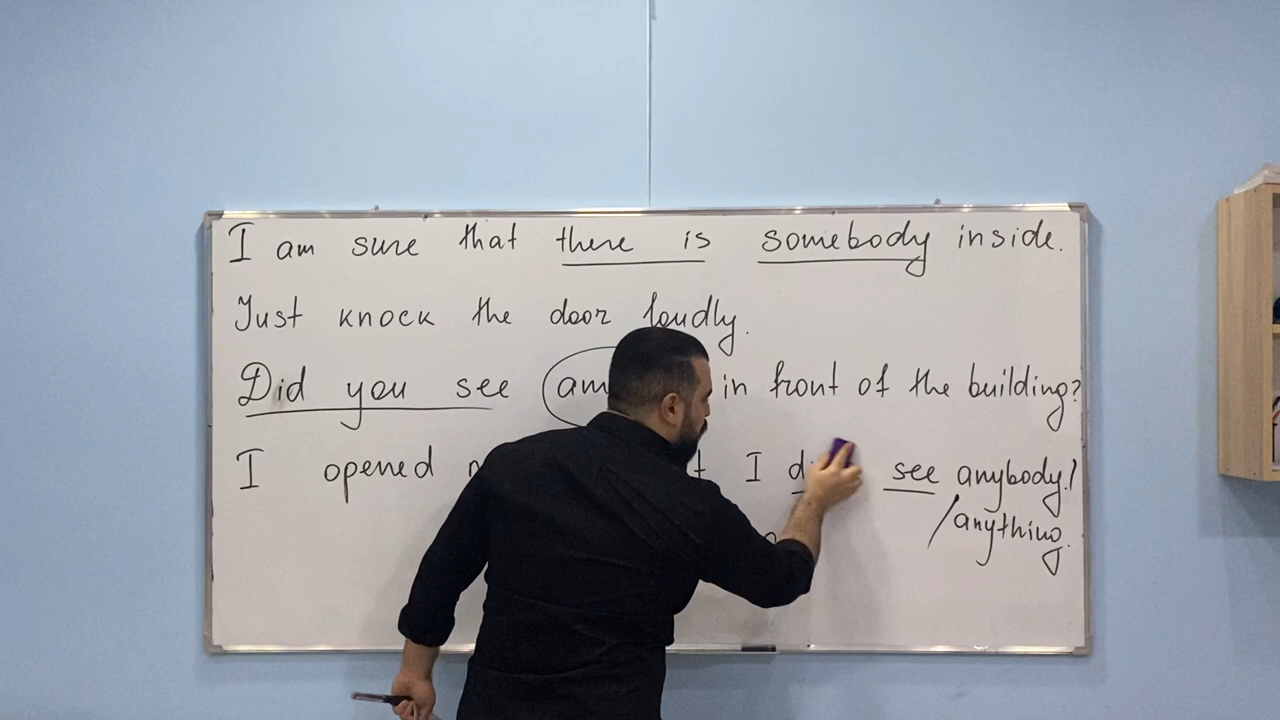 I am sure that there is somebody inside.
Just knock the door loudly.
Did you see in front of the building?
I opened I see anybody./
/anything.